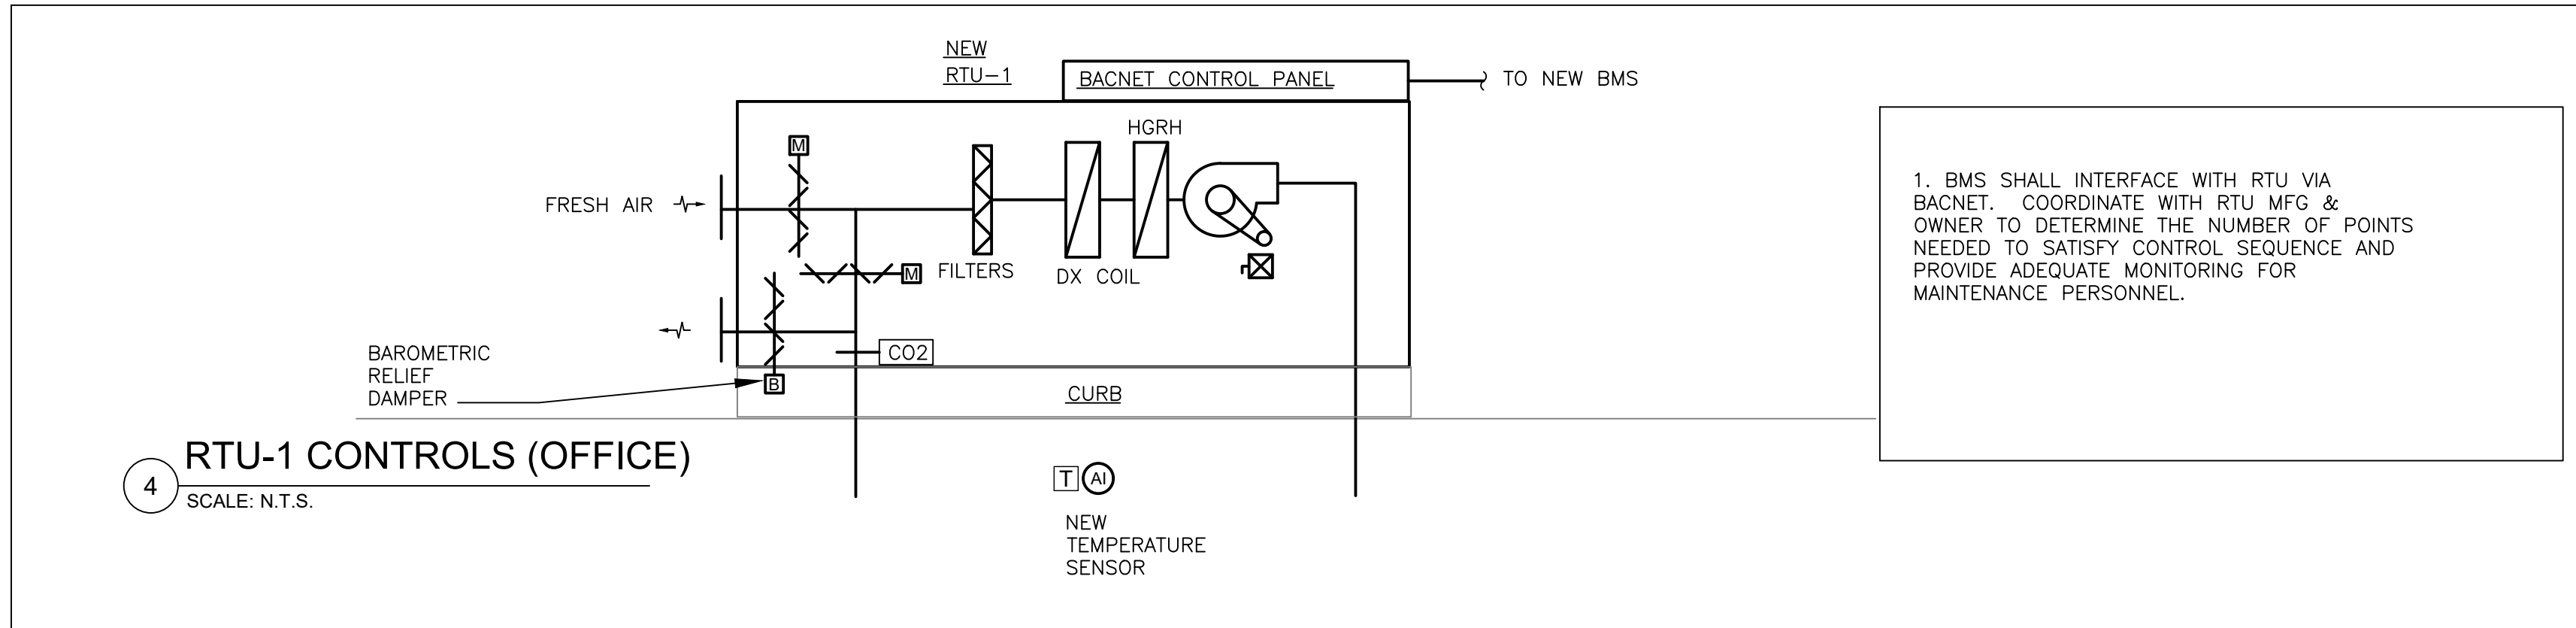 NEW
RTU-1
BACNET CONTROL PANEL
TO NEW BMS
HGRH
M
FRESH AIR
M
FILTERS
DX COIL
CO2
BAROMETRIC
RELIEF
DAMPER
B
CURB
1. BMS SHALL INTERFACE WITH RTU VIA
BACNET. COORDINATE WITH RTU MFG &
OWNER TO DETERMINE THE NUMBER OF POINTS
NEEDED TO SATISFY CONTROL SEQUENCE AND
PROVIDE ADEQUATE MONITORING FOR
MAINTENANCE PERSONNEL.
4
RTU-1 CONTROLS (OFFICE)
SCALE: N.T.S.
T AI
NEW
TEMPERATURE
SENSOR